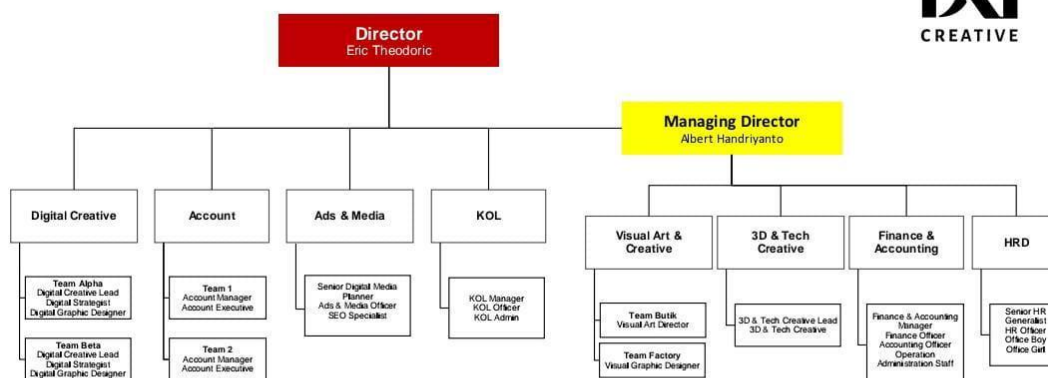 CREATIVE
Director
Eric Theodoric
Managing Director
Albert Handriyanto
Digital Creative
Account
Ads & Media
KOL
Visual Art &
Creative
3D & Tech
Creative
Finance &
Accounting
HRD
Team Alpha
Digital Creative Lead
Digital Strategist
Digital Graphic Designer
Team Beta
Digital Creative Lead
Digital Strategist
Digital Graphic Designer
Team 1
Account Manager
Account Executive
Team 2
Account Manager
Account Executive
Senior Digital Media
Planner
Ads & Media Officer
SEO Specialist
KOL Manager
KOL Officer
KOL Admin
Team Butik
Visual Art Director
Team Factory
Visual Graphic Designer
3D & Tech Creative Lead
3D & Tech Creative
Finance & Accounting
Manager
Finance Officer
Accounting Officer
Operation
Administration Staff
Senior HR
Generalist
HR Officer
Office Boy
Office Girl